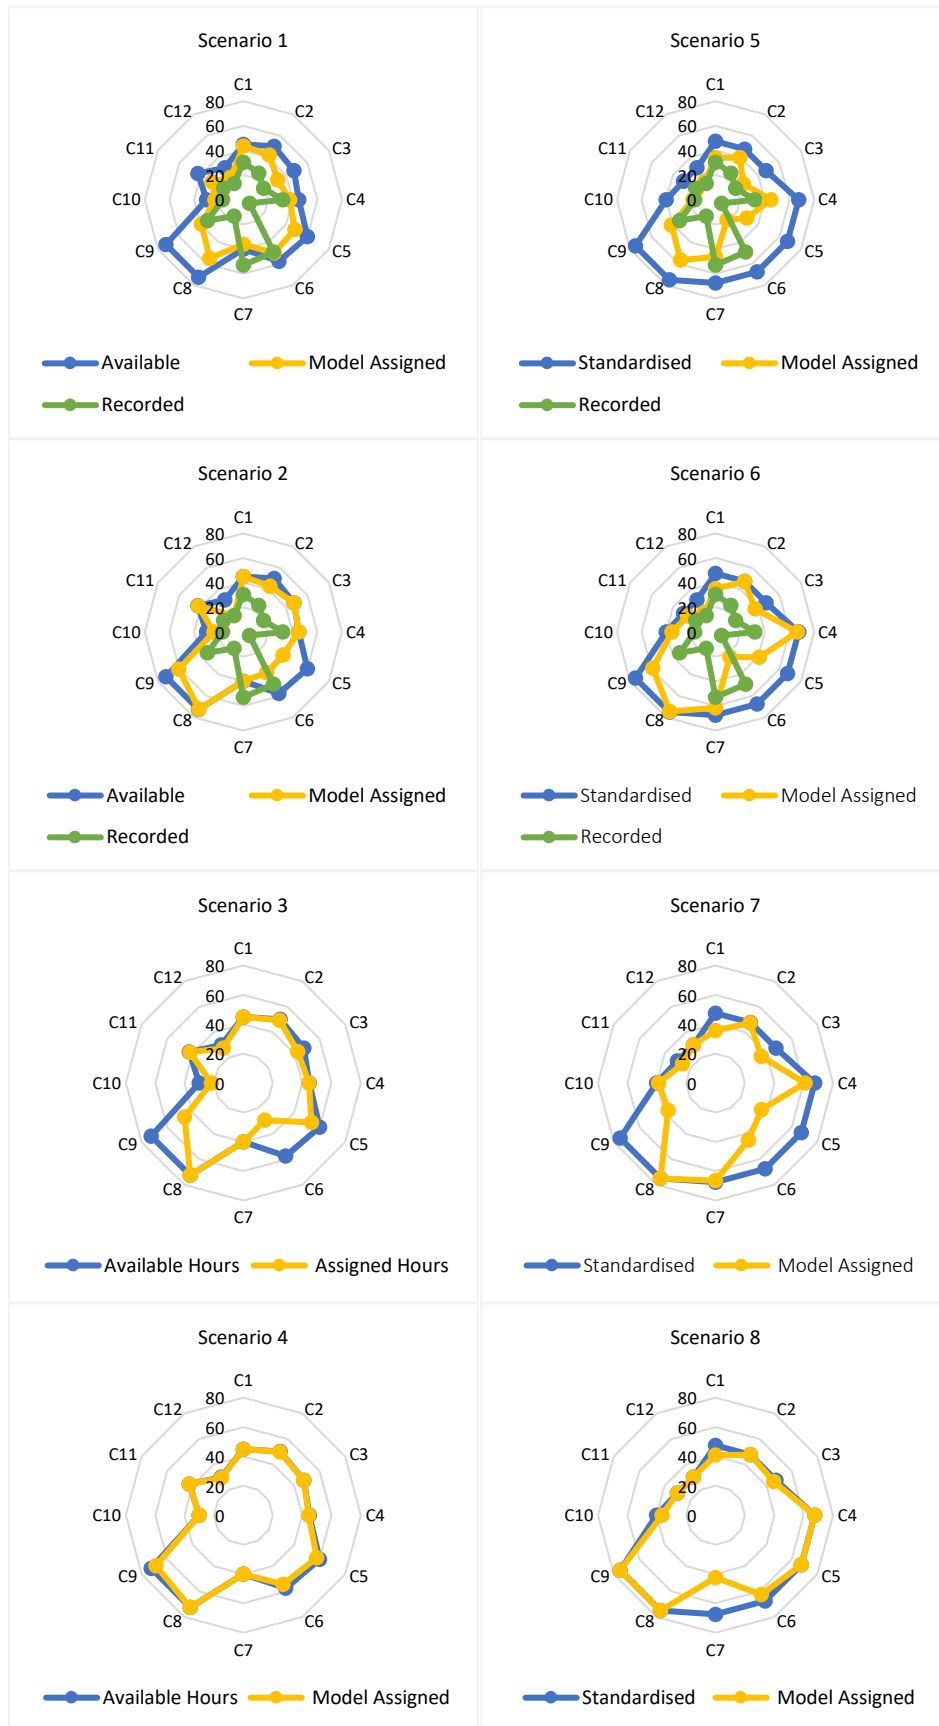 Scenario 1
C1
C2
C3
C4
C5
C6
C7
C8
C9
C10
C11
C12
80
60
40
20
0
Available
Model Assigned
Recorded
Scenario 5
C1
C2
C3
C4
C5
C6
C7
C8
C9
C10
C11
C12
80
60
40
20
0
Standardised
Model Assigned
Recorded
Scenario 2
C1
C2
C3
C4
C5
C6
C7
C8
C9
C10
C11
C12
80
60
40
20
0
Available
Model Assigned
Recorded
Scenario 6
C1
C2
C3
C4
C5
C6
C7
C8
C9
C10
C11
C12
80
60
40
20
0
Standardised
Model Assigned
Recorded
Scenario 3
C1
C2
C3
C4
C5
C6
C7
C8
C9
C10
C11
C12
80
60
40
20
0
Available Hours
Assigned Hours
Scenario 7
C1
C2
C3
C4
C5
C6
C7
C8
C9
C10
C11
C12
80
60
40
20
0
Standardised
Model Assigned
Scenario 4
C1
C2
C3
C4
C5
C6
C7
C8
C9
C10
C11
C12
80
60
40
20
0
Available Hours
Model Assigned
Scenario 8
C1
C2
C3
C4
C5
C6
C7
C8
C9
C10
C11
C12
80
60
40
20
0
Standardised
Model Assigned